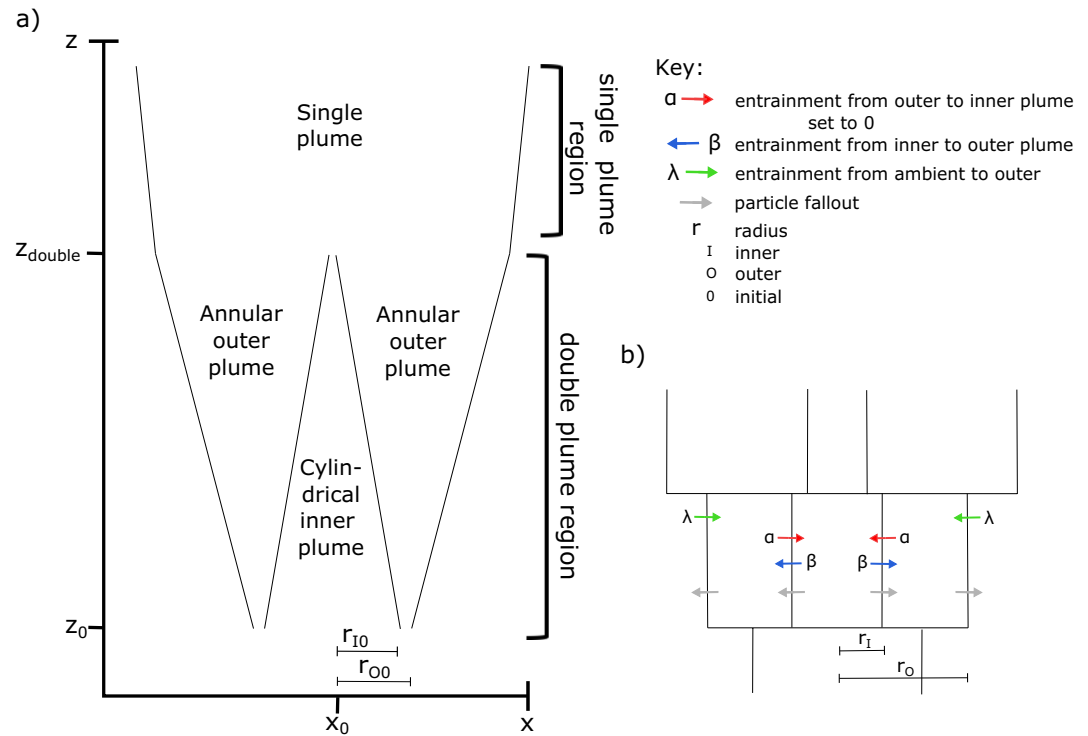 a)
z
Single
plume
single plume
region
z_double
Annular
outer
plume
Annular
outer
plume
Cylin-
drical
inner
plume
double plume region
z₀
r_I0
r_O0
x₀
x
Key:
α entrainment from outer to inner plume
set to 0
β entrainment from inner to outer plume
λ entrainment from ambient to outer
particle fallout
r radius
I inner
O outer
0 initial
b)
λ λ
α α
β β
r_I
r_O